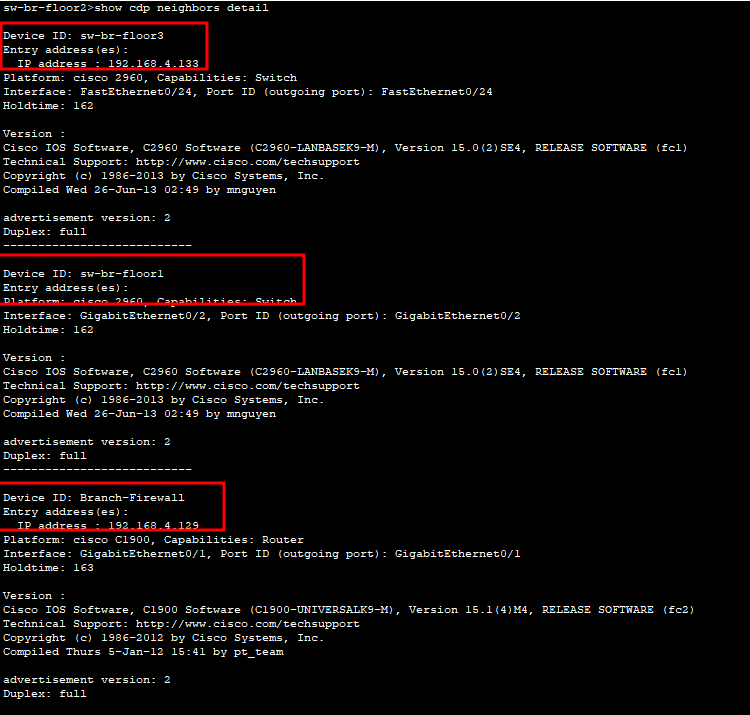 sw-br-floor2>show cdp neighbors detail
Device ID: sw-br-floor3
Entry address(es):
IP address : 192.168.4.133
Platform: cisco 2960, Capabilities: Switch
Interface: FastEthernet0/24, Port ID (outgoing port): FastEthernet0/24
Holdtime: 162
Version :
Cisco IOS Software, C2960 Software (C2960-LANBASEK9-M), Version 15.0(2)SE4, RELEASE SOFTWARE (fc1)
Technical Support: http://www.cisco.com/techsupport
Copyright (c) 1986-2013 by Cisco Systems, Inc.
Compiled Wed 26-Jun-13 02:49 by mnguyen
advertisement version: 2
Duplex: full
---------------------------
Device ID: sw-br-floor1
Entry address(es):
Platform: cisco 2960, Capabilities: Switch
Interface: GigabitEthernet0/2, Port ID (outgoing port): GigabitEthernet0/2
Holdtime: 162
Version :
Cisco IOS Software, C2960 Software (C2960-LANBASEK9-M), Version 15.0(2)SE4, RELEASE SOFTWARE (fc1)
Technical Support: http://www.cisco.com/techsupport
Copyright (c) 1986-2013 by Cisco Systems, Inc.
Compiled Wed 26-Jun-13 02:49 by mnguyen
advertisement version: 2
Duplex: full
---------------------------
Device ID: Branch-Firewall
Entry address(es):
IP address : 192.168.4.129
Platform: cisco C1900, Capabilities: Router
Interface: GigabitEthernet0/1, Port ID (outgoing port): GigabitEthernet0/1
Holdtime: 163
Version :
Cisco IOS Software, C1900 Software (C1900-UNIVERSALK9-M), Version 15.1(4)M4, RELEASE SOFTWARE (fc2)
Technical Support: http://www.cisco.com/techsupport
Copyright (c) 1986-2012 by Cisco Systems, Inc.
Compiled Thurs 5-Jan-12 15:41 by pt_team
advertisement version: 2
Duplex: full